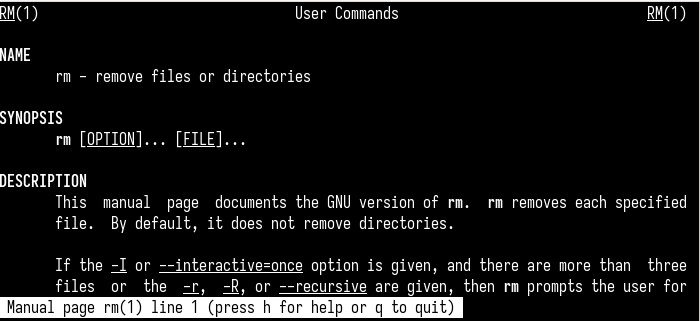 RM(1) User Commands RM(1)
NAME
rm - remove files or directories
SYNOPSIS
rm [OPTION]... [FILE]...
DESCRIPTION
This manual page documents the GNU version of rm. rm removes each specified
file. By default, it does not remove directories.
If the -I or --interactive=once option is given, and there are more than three
files or the -r, -R, or --recursive are given, then rm prompts the user for
Manual page rm(1) line 1 (press h for help or q to quit)